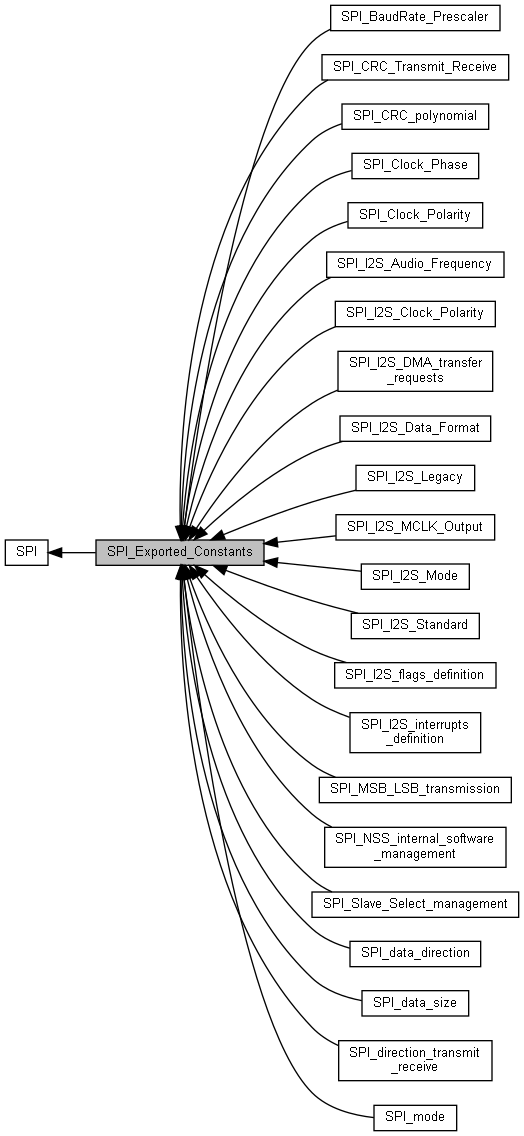 SPI_BaudRate_Prescaler
SPI_CRC_Transmit_Receive
SPI_CRC_polynomial
SPI_Clock_Phase
SPI_Clock_Polarity
SPI_I2S_Audio_Frequency
SPI_I2S_Clock_Polarity
SPI_I2S_DMA_transfer
_requests
SPI_I2S_Data_Format
SPI_I2S_Legacy
SPI_I2S_MCLK_Output
SPI
SPI_Exported_Constants
SPI_I2S_Mode
SPI_I2S_Standard
SPI_I2S_flags_definition
SPI_I2S_interrupts
_definition
SPI_MSB_LSB_transmission
SPI_NSS_internal_software
_management
SPI_Slave_Select_management
SPI_data_direction
SPI_data_size
SPI_direction_transmit
_receive
SPI_mode